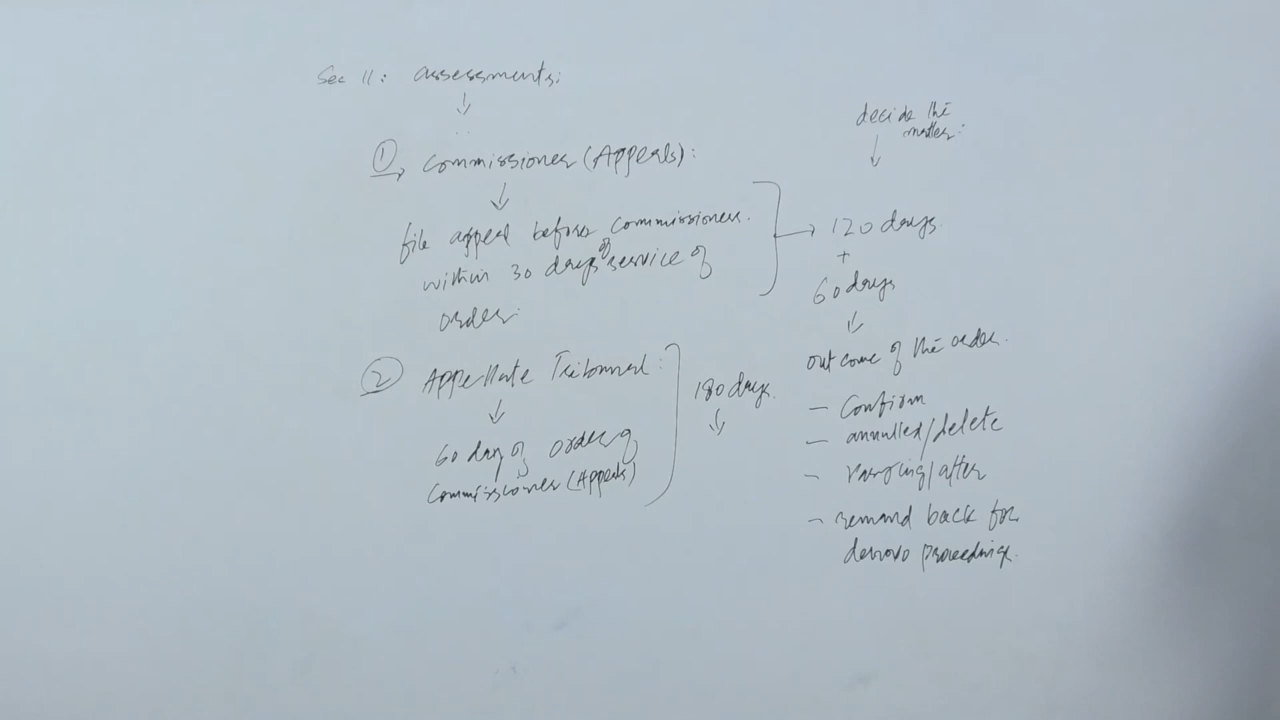 Sec 11: assessments:
① Commissioner (Appeals):
file appeal before commissioner.
within 30 days of service of
order.
decide the
matter:
120 days
+
60 days
outcome of the order.
- Confirm
- annulled/delete
- varying/alter
- remand back for
denovo proceedings.
② Appellate Tribunal:
60 day of order of
Commissioner (Appeals)
180 days.